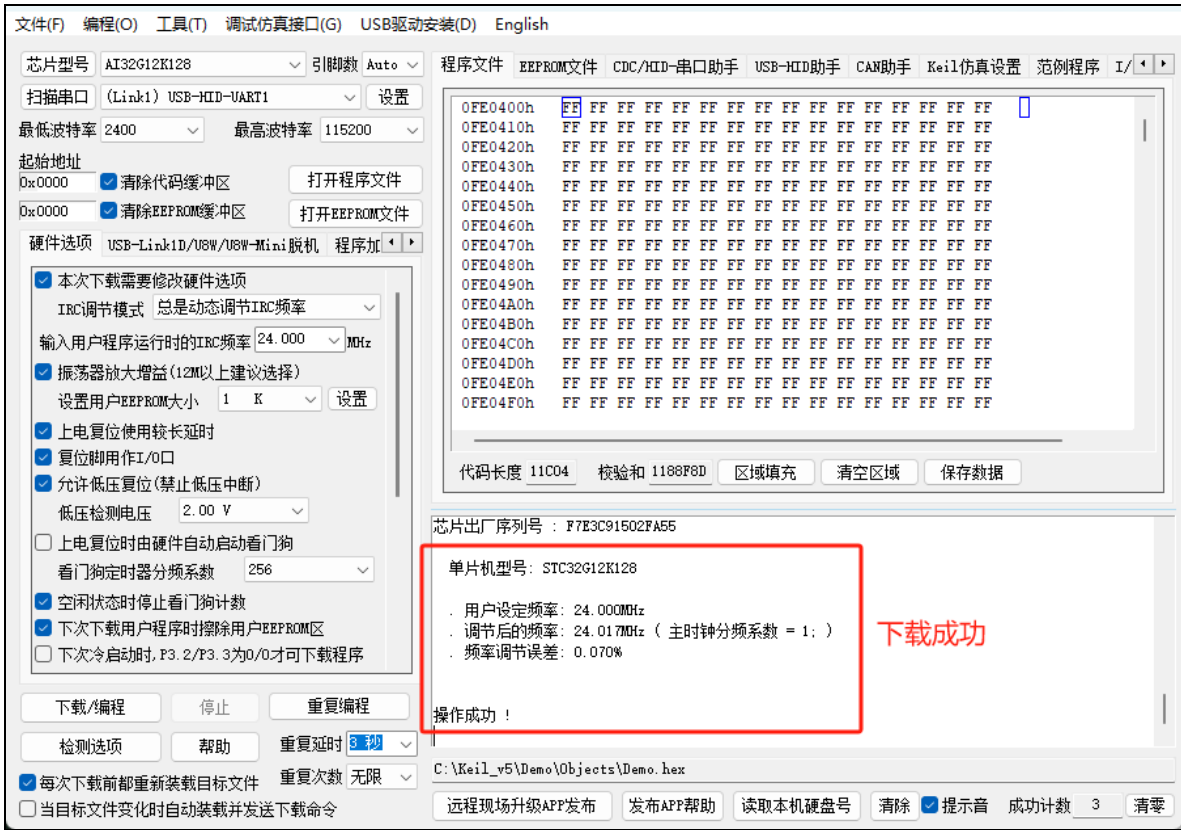 文件(F) 编程(O) 工具(T) 调试仿真接口(G) USB驱动安装(D) English
芯片型号 AI32G12K128 引脚数 Auto
扫描串口 (Link1) USB-HID-UART1 设置
最低波特率 2400 最高波特率 115200
起始地址
0x0000 清除代码缓冲区 打开程序文件
0x0000 清除EEPROM缓冲区 打开EEPROM文件
硬件选项 USB-Link1D/U8W/U8W-Mini脱机 程序加
本次下载需要修改硬件选项
IRC调节模式 总是动态调节IRC频率
输入用户程序运行时的IRC频率 24.000 MHz
振荡器放大增益(12M以上建议选择)
设置用户EEPROM大小 1 K 设置
上电复位使用较长延时
复位脚用作I/O口
允许低压复位(禁止低压中断)
低压检测电压 2.00 V
上电复位时由硬件自动启动看门狗
看门狗定时器分频系数 256
空闲状态时停止看门狗计数
下次下载用户程序时擦除用户EEPROM区
下次冷启动时,P3.2/P3.3为0/0才可下载程序
下载/编程 停止 重复编程
检测选项 帮助 重复延时 3 秒
每次下载前都重新装载目标文件 重复次数 无限
当目标文件变化时自动装载并发送下载命令
程序文件 EEPROM文件 CDC/HID-串口助手 USB-HID助手 CAN助手 Keil仿真设置 范例程序 I/
0FE0400h FF FF FF FF FF FF FF FF FF FF FF FF FF FF FF FF
0FE0410h FF FF FF FF FF FF FF FF FF FF FF FF FF FF FF FF
0FE0420h FF FF FF FF FF FF FF FF FF FF FF FF FF FF FF FF
0FE0430h FF FF FF FF FF FF FF FF FF FF FF FF FF FF FF FF
0FE0440h FF FF FF FF FF FF FF FF FF FF FF FF FF FF FF FF
0FE0450h FF FF FF FF FF FF FF FF FF FF FF FF FF FF FF FF
0FE0460h FF FF FF FF FF FF FF FF FF FF FF FF FF FF FF FF
0FE0470h FF FF FF FF FF FF FF FF FF FF FF FF FF FF FF FF
0FE0480h FF FF FF FF FF FF FF FF FF FF FF FF FF FF FF FF
0FE0490h FF FF FF FF FF FF FF FF FF FF FF FF FF FF FF FF
0FE04A0h FF FF FF FF FF FF FF FF FF FF FF FF FF FF FF FF
0FE04B0h FF FF FF FF FF FF FF FF FF FF FF FF FF FF FF FF
0FE04C0h FF FF FF FF FF FF FF FF FF FF FF FF FF FF FF FF
0FE04D0h FF FF FF FF FF FF FF FF FF FF FF FF FF FF FF FF
0FE04E0h FF FF FF FF FF FF FF FF FF FF FF FF FF FF FF FF
0FE04F0h FF FF FF FF FF FF FF FF FF FF FF FF FF FF FF FF
代码长度 11C04 校验和 1188F8D 区域填充 清空区域 保存数据
芯片出厂序列号 : F7E3C91502FA55
单片机型号: STC32G12K128
. 用户设定频率: 24.000MHz
. 调节后的频率: 24.017MHz ( 主时钟分频系数 = 1; )
. 频率调节误差: 0.070%
下载成功
操作成功 !
C:\Keil_v5\Demo\Objects\Demo.hex
远程现场升级APP发布 发布APP帮助 读取本机硬盘号 清除 提示音 成功计数 3 清零